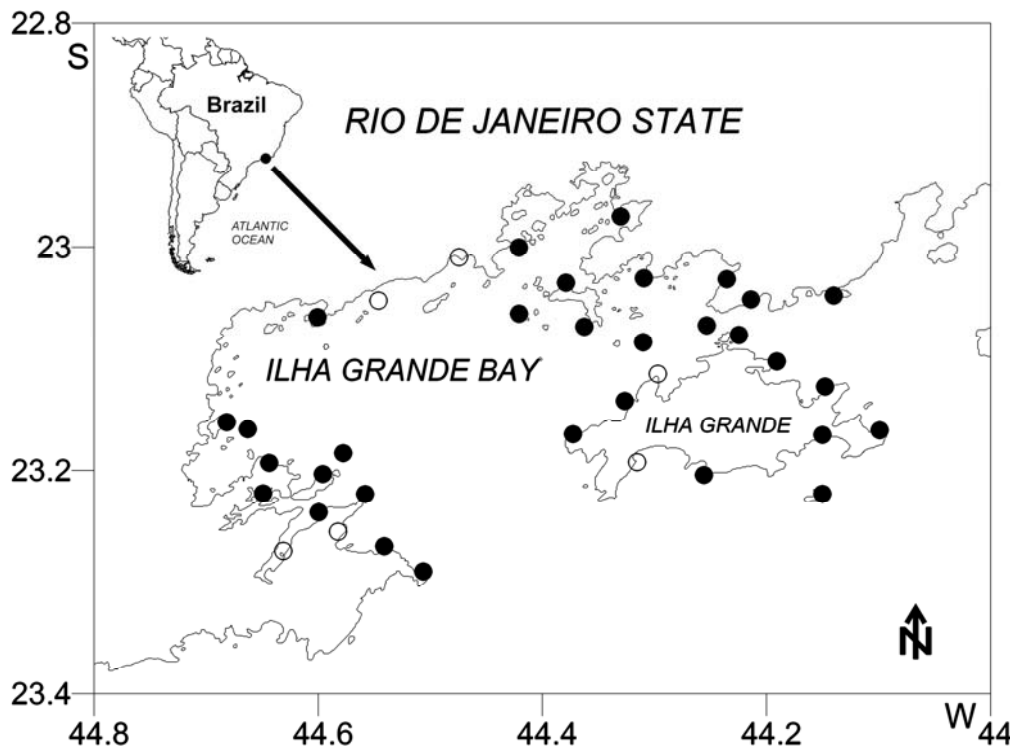 22.8
S
Brazil
RIO DE JANEIRO STATE
ATLANTIC
OCEAN
23
ILHA GRANDE BAY
ILHA GRANDE
23.2
N
23.4
W
44.8
44.6
44.4
44.2
44